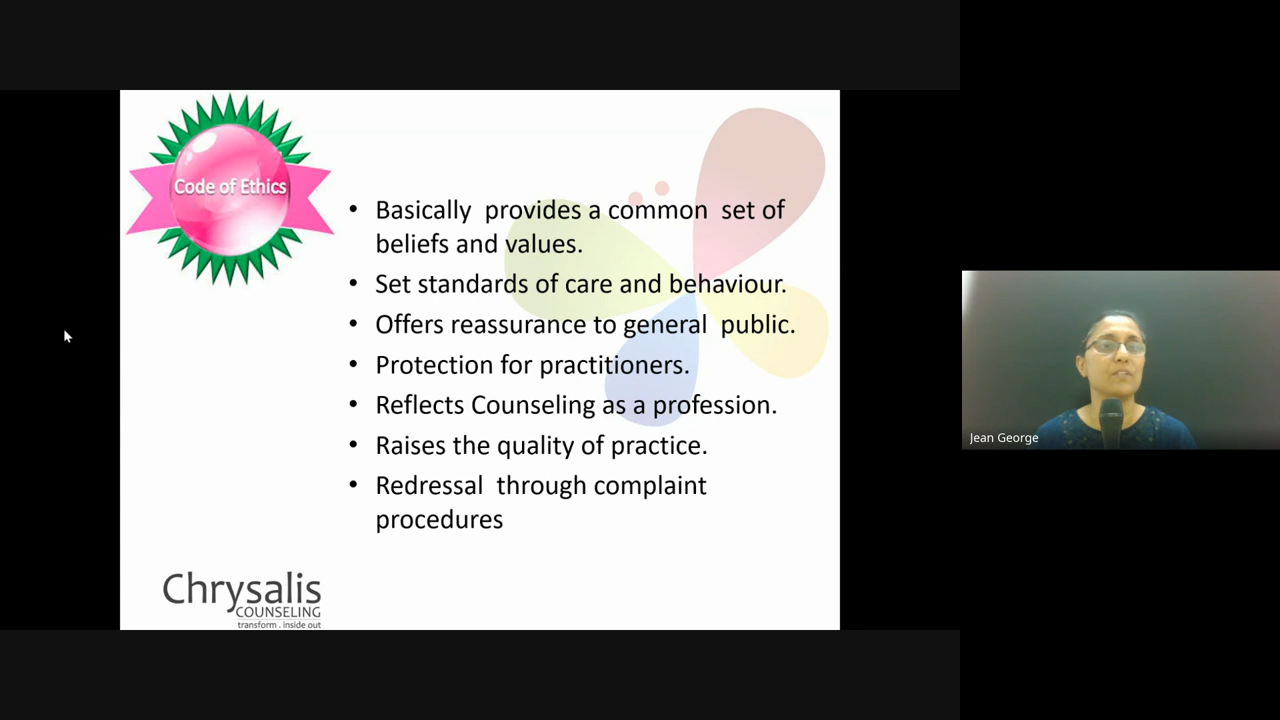 Code of Ethics
• Basically provides a common set of
beliefs and values.
• Set standards of care and behaviour.
• Offers reassurance to general public.
• Protection for practitioners.
• Reflects Counseling as a profession.
• Raises the quality of practice.
• Redressal through complaint
procedures
Chrysalis
COUNSELING
transform . inside out
Jean George